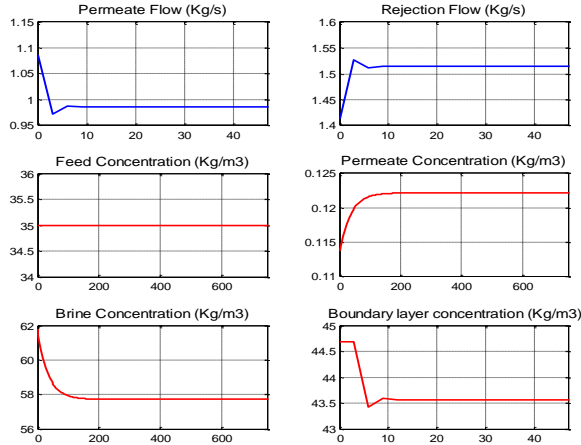 Permeate Flow (Kg/s)
1.15
1.1
1.05
1
0.95
0 10 20 30 40
Rejection Flow (Kg/s)
1.6
1.55
1.5
1.45
1.4
0 10 20 30 40
Feed Concentration (Kg/m3)
36
35.5
35
34.5
34
0 200 400 600
Permeate Concentration (Kg/m3)
0.125
0.12
0.115
0.11
0 200 400 600
Brine Concentration (Kg/m3)
62
60
58
56
0 200 400 600
Boundary layer concentration (Kg/m3)
45
44.5
44
43.5
43
0 10 20 30 40